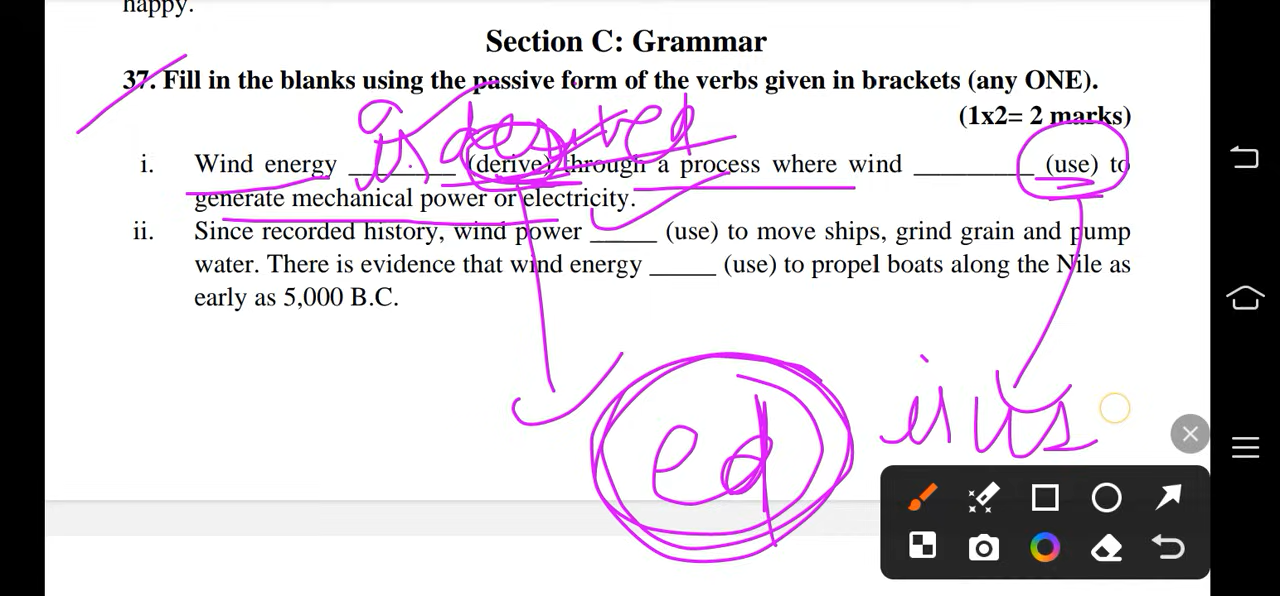 happy.
Section C: Grammar
37. Fill in the blanks using the passive form of the verbs given in brackets (any ONE).
(1x2= 2 marks)
is derived
i. Wind energy ________ (derive) through a process where wind _________ (use) to
generate mechanical power or electricity.
ii. Since recorded history, wind power _____ (use) to move ships, grind grain and pump
water. There is evidence that wind energy _____ (use) to propel boats along the Nile as
early as 5,000 B.C.
ed is us